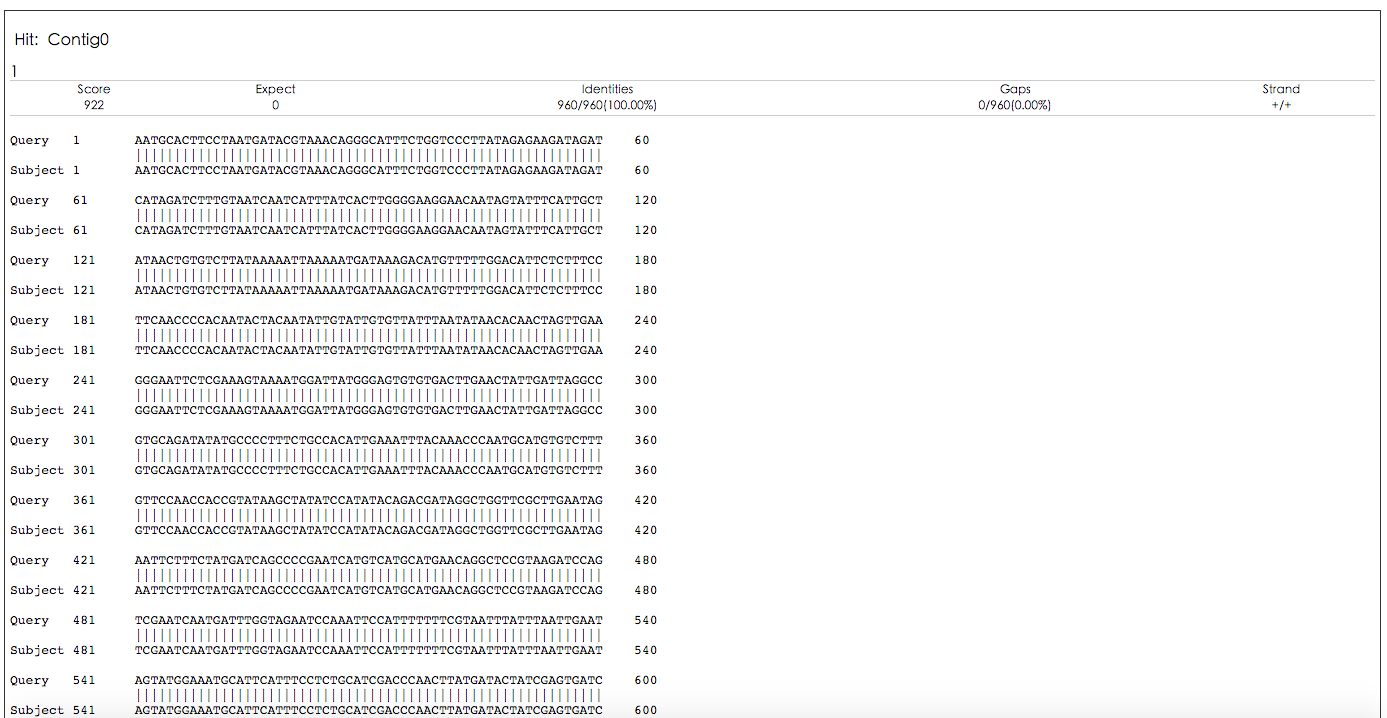 Hit: Contig0
1
Score Expect Identities Gaps Strand
922 0 960/960(100.00%) 0/960(0.00%) +/+
Query 1 AATGCACTTCCTAATGATACGTAAACAGGGCATTTCTGGTCCCTTATAGAGAAGATAGAT 60
||||||||||||||||||||||||||||||||||||||||||||||||||||||||||||
Subject 1 AATGCACTTCCTAATGATACGTAAACAGGGCATTTCTGGTCCCTTATAGAGAAGATAGAT 60
Query 61 CATAGATCTTTGTAATCAATCATTTATCACTTGGGGAAGGAACAATAGTATTTCATTGCT 120
||||||||||||||||||||||||||||||||||||||||||||||||||||||||||||
Subject 61 CATAGATCTTTGTAATCAATCATTTATCACTTGGGGAAGGAACAATAGTATTTCATTGCT 120
Query 121 ATAACTGTGTCTTATAAAAATTAAAAATGATAAAGACATGTTTTTGGACATTCTCTTTCC 180
||||||||||||||||||||||||||||||||||||||||||||||||||||||||||||
Subject 121 ATAACTGTGTCTTATAAAAATTAAAAATGATAAAGACATGTTTTTGGACATTCTCTTTCC 180
Query 181 TTCAACCCCACAATACTACAATATTGTATTGTGTTATTTAATATAACACAACTAGTTGAA 240
||||||||||||||||||||||||||||||||||||||||||||||||||||||||||||
Subject 181 TTCAACCCCACAATACTACAATATTGTATTGTGTTATTTAATATAACACAACTAGTTGAA 240
Query 241 GGGAATTCTCGAAAGTAAAATGGATTATGGGAGTGTGTGACTTGAACTATTGATTAGGCC 300
||||||||||||||||||||||||||||||||||||||||||||||||||||||||||||
Subject 241 GGGAATTCTCGAAAGTAAAATGGATTATGGGAGTGTGTGACTTGAACTATTGATTAGGCC 300
Query 301 GTGCAGATATATGCCCCTTTCTGCCACATTGAAATTTACAAACCCAATGCATGTGTCTTT 360
||||||||||||||||||||||||||||||||||||||||||||||||||||||||||||
Subject 301 GTGCAGATATATGCCCCTTTCTGCCACATTGAAATTTACAAACCCAATGCATGTGTCTTT 360
Query 361 GTTCCAACCACCGTATAAGCTATATCCATATACAGACGATAGGCTGGTTCGCTTGAATAG 420
||||||||||||||||||||||||||||||||||||||||||||||||||||||||||||
Subject 361 GTTCCAACCACCGTATAAGCTATATCCATATACAGACGATAGGCTGGTTCGCTTGAATAG 420
Query 421 AATTCTTTCTATGATCAGCCCCGAATCATGTCATGCATGAACAGGCTCCGTAAGATCCAG 480
||||||||||||||||||||||||||||||||||||||||||||||||||||||||||||
Subject 421 AATTCTTTCTATGATCAGCCCCGAATCATGTCATGCATGAACAGGCTCCGTAAGATCCAG 480
Query 481 TCGAATCAATGATTTGGTAGAATCCAAATTCCATTTTTTTCGTAATTTATTTAATTGAAT 540
||||||||||||||||||||||||||||||||||||||||||||||||||||||||||||
Subject 481 TCGAATCAATGATTTGGTAGAATCCAAATTCCATTTTTTTCGTAATTTATTTAATTGAAT 540
Query 541 AGTATGGAAATGCATTCATTTCCTCTGCATCGACCCAACTTATGATACTATCGAGTGATC 600
||||||||||||||||||||||||||||||||||||||||||||||||||||||||||||
Subject 541 AGTATGGAAATGCATTCATTTCCTCTGCATCGACCCAACTTATGATACTATCGAGTGATC 600